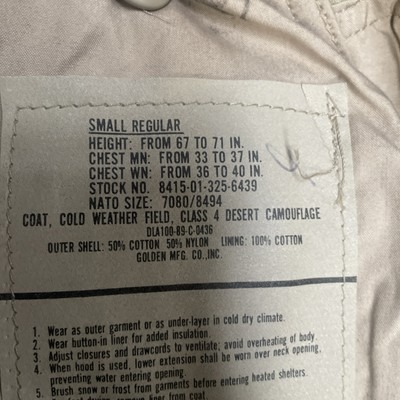 SMALL REGULAR
HEIGHT: FROM 67 TO 71 IN.
CHEST MN: FROM 33 TO 37 IN.
CHEST WN: FROM 36 TO 40 IN.
STOCK NO. 8415-01-325-6439
NATO SIZE: 7080/8494
COAT, COLD WEATHER FIELD, CLASS 4 DESERT CAMOUFLAGE
DLA100-89-C-0436
OUTER SHELL: 50% COTTON 50% NYLON LINING: 100% COTTON
GOLDEN MFG. CO., INC.
1. Wear as outer garment or as under-layer in cold dry climate.
2. Wear button-in liner for added insulation.
3. Adjust closures and drawcords to ventilate; avoid overheating of body.
4. When hood is used, lower extension shall be worn over neck opening,
preventing water entering opening.
5. Brush snow or frost from garments before entering heated shelters.
remove liner from coat.